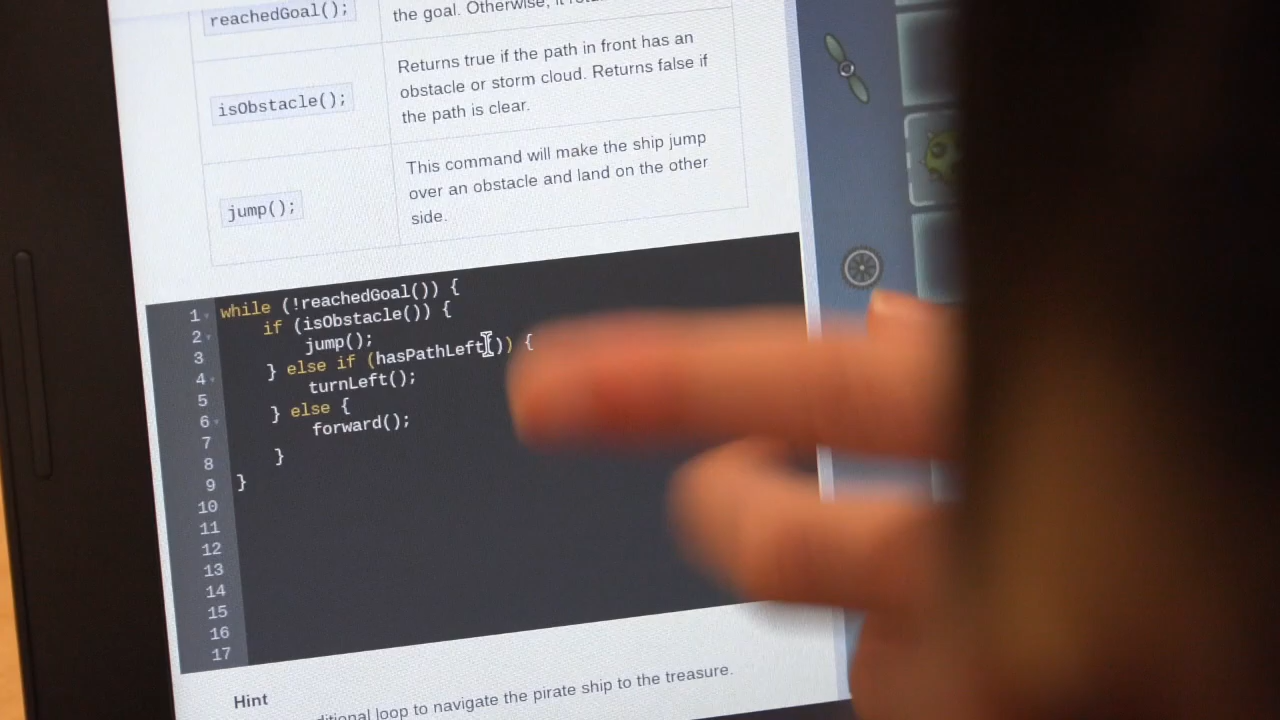 reachedGoal();
the goal. Otherwise, it
isObstacle();
Returns true if the path in front has an
obstacle or storm cloud. Returns false if
the path is clear.
jump();
This command will make the ship jump
over an obstacle and land on the other
side.
1 while (!reachedGoal()) {
2 if (isObstacle()) {
3 jump();
4 } else if (hasPathLeft()) {
5 turnLeft();
6 } else {
7 forward();
8 }
9 }
10
11
12
13
14
15
16
17
Hint
loop to navigate the pirate ship to the treasure.